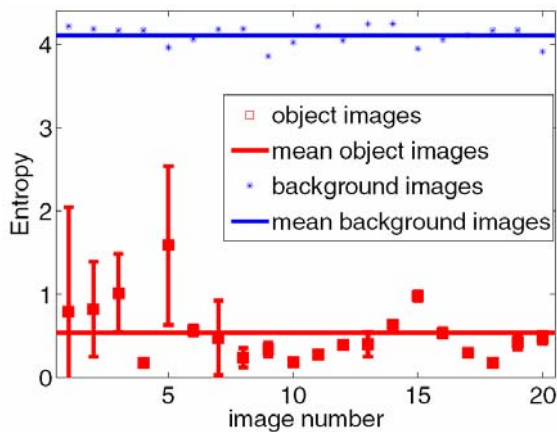 4
3
2
1
0
Entropy
object images
mean object images
background images
mean background images
5
10
15
20
image number